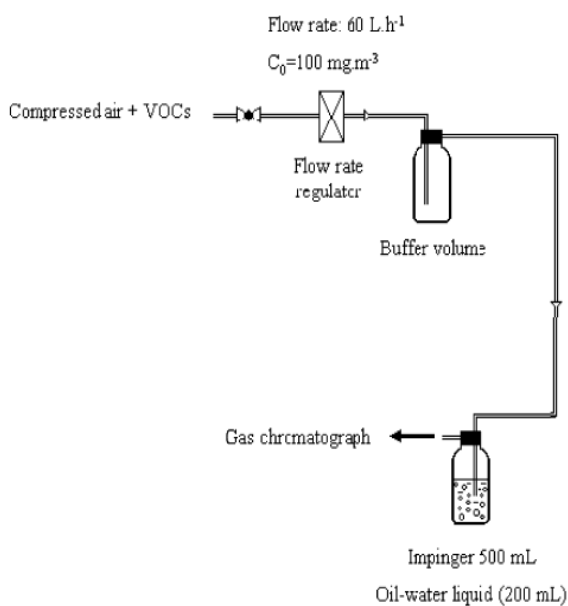 Flow rate: 60 L.h-1
C0=100 mg.m-3
Compressed air + VOCs
Flow rate
regulator
Buffer volume
Gas chromatograph
Impinger 500 mL
Oil-water liquid (200 mL)